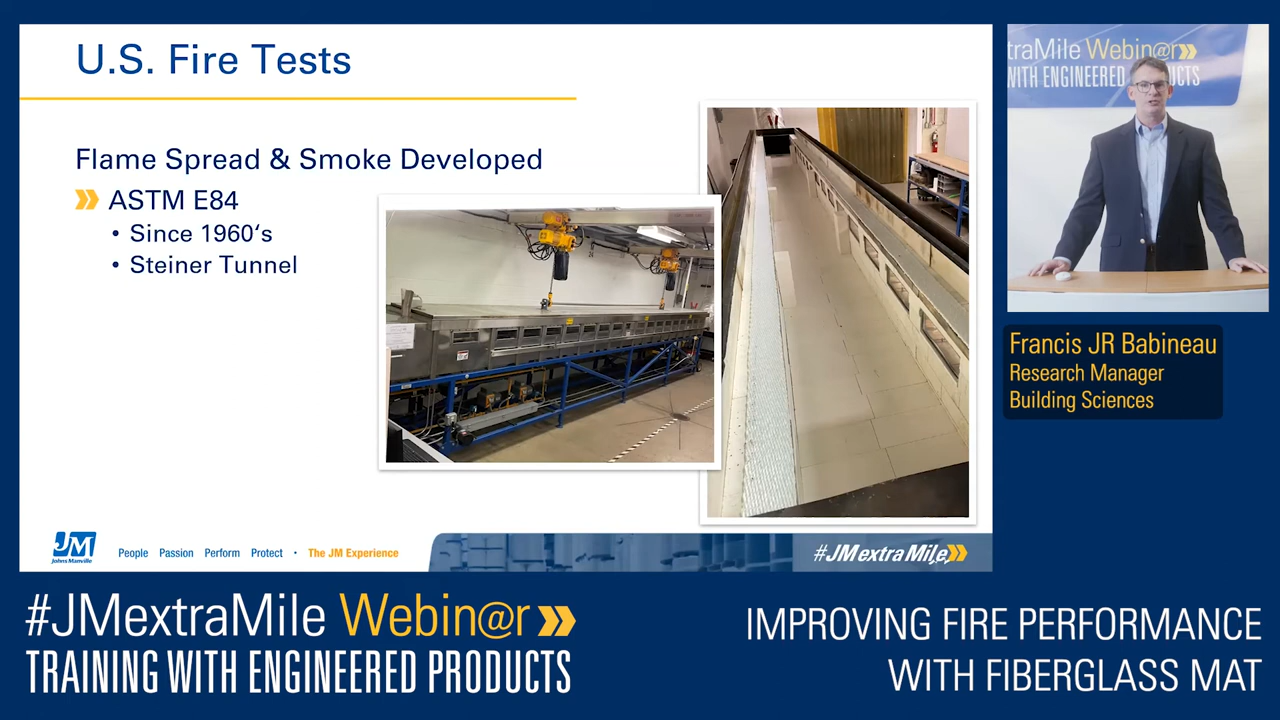 U.S. Fire Tests
Flame Spread & Smoke Developed
ASTM E84
• Since 1960‘s
• Steiner Tunnel
JM
Johns Manville
People Passion Perform Protect • The JM Experience
#JMextraMile
traMile Webin@r
WITH ENGINEERED PRODUCTS
Francis JR Babineau
Research Manager
Building Sciences
#JMextraMile Webin@r
TRAINING WITH ENGINEERED PRODUCTS
IMPROVING FIRE PERFORMANCE
WITH FIBERGLASS MAT